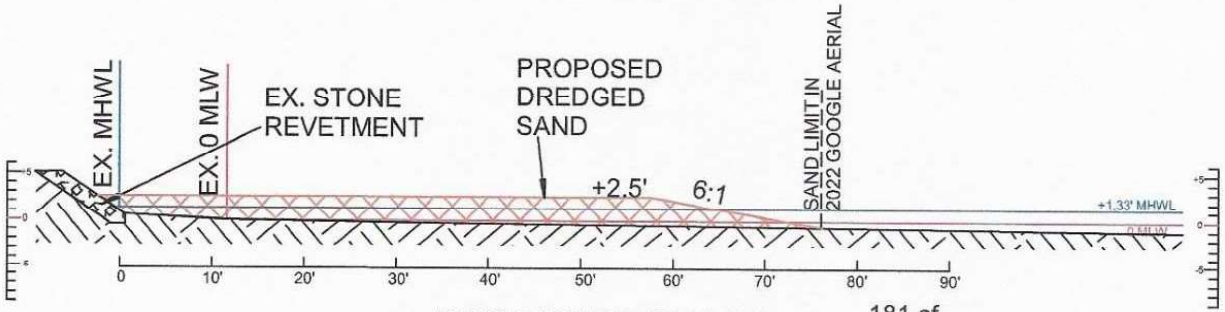 EX. MHWL
EX. 0 MLW
EX. STONE
REVETMENT
PROPOSED
DREDGED
SAND
SAND LIMIT IN
2022 GOOGLE AERIAL
+2.5'
6:1
+5
0
+1.33' MHWL
0 MLW
+5
0
-5
0 10' 20' 30' 40' 50' 60' 70' 80' 90'
181 cf